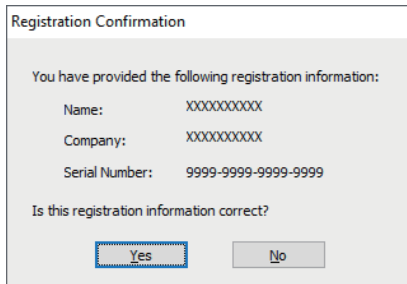 Registration Confirmation
You have provided the following registration information:
Name: XXXXXXXXXX
Company: XXXXXXXXXX
Serial Number: 9999-9999-9999-9999
Is this registration information correct?
Yes No